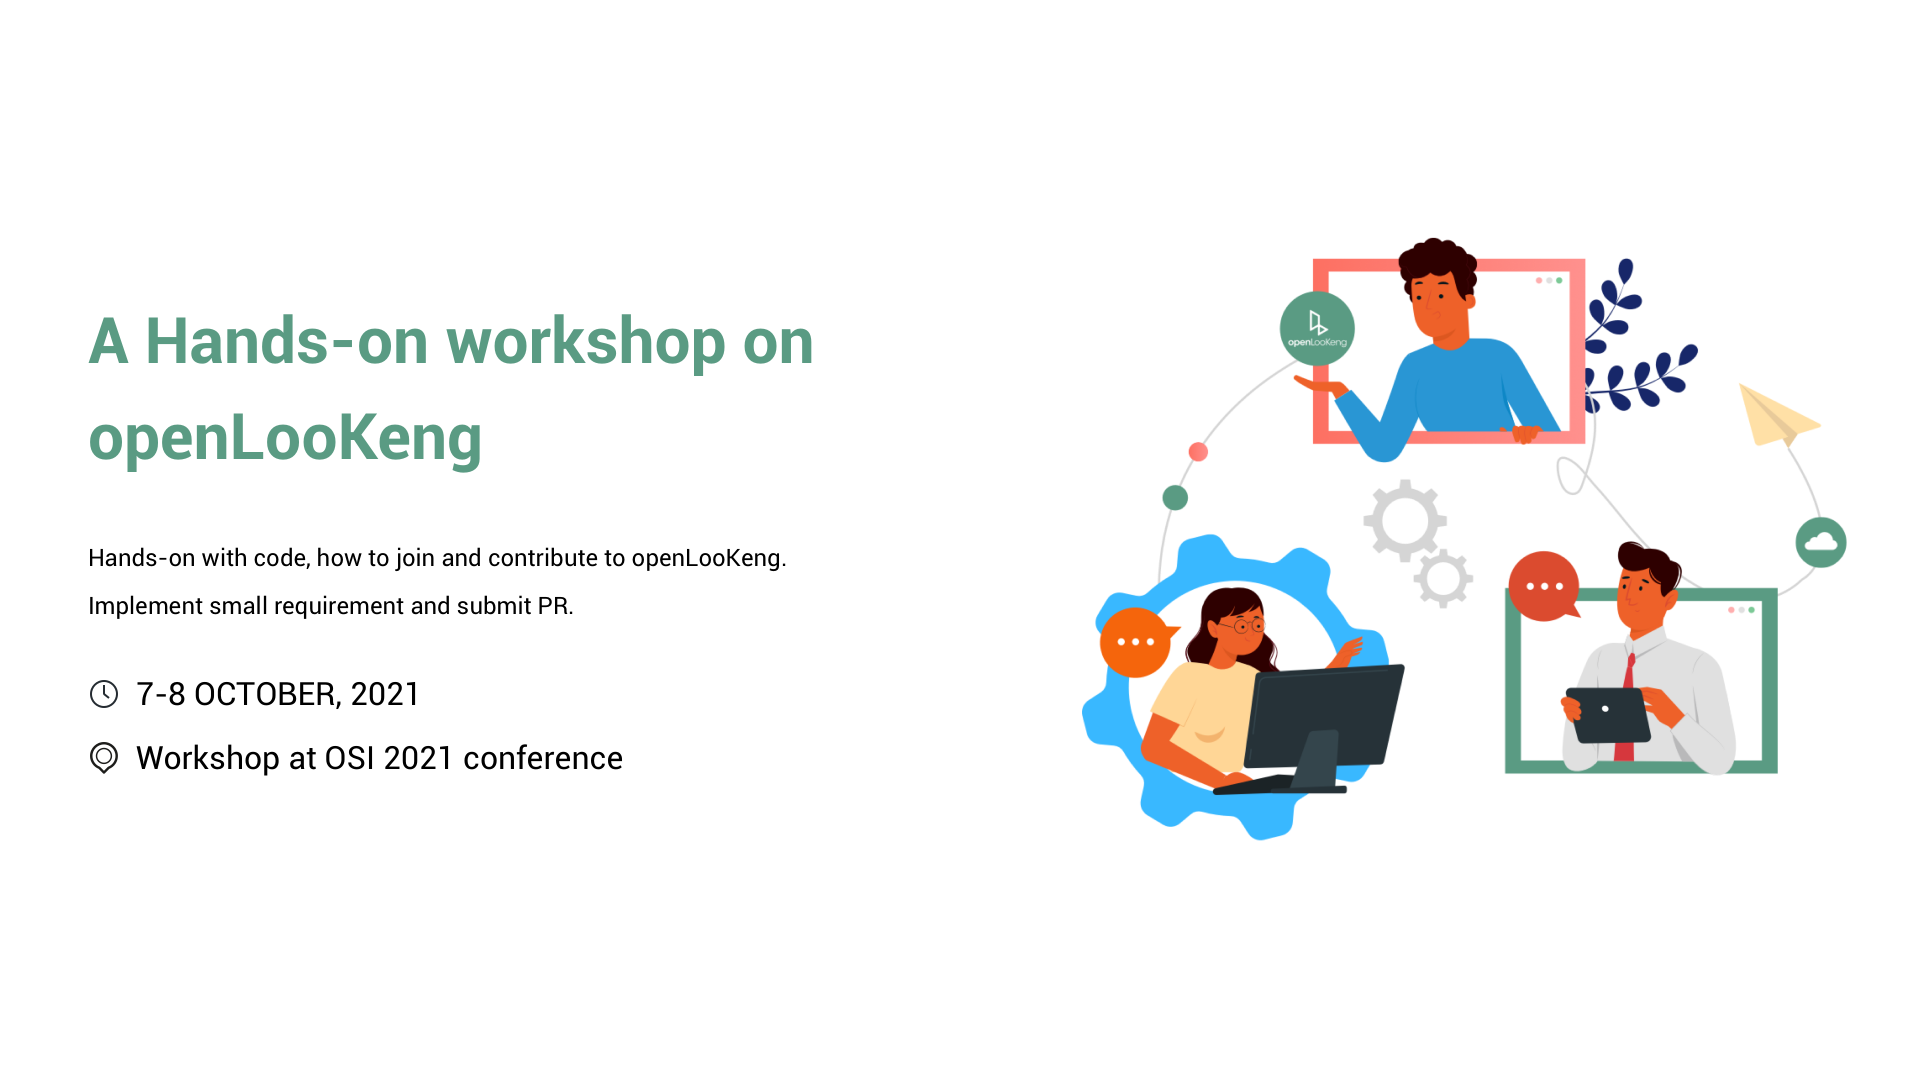 A Hands-on workshop on
openLooKeng
Hands-on with code, how to join and contribute to openLooKeng.
Implement small requirement and submit PR.
7-8 OCTOBER, 2021
Workshop at OSI 2021 conference
openLooKeng